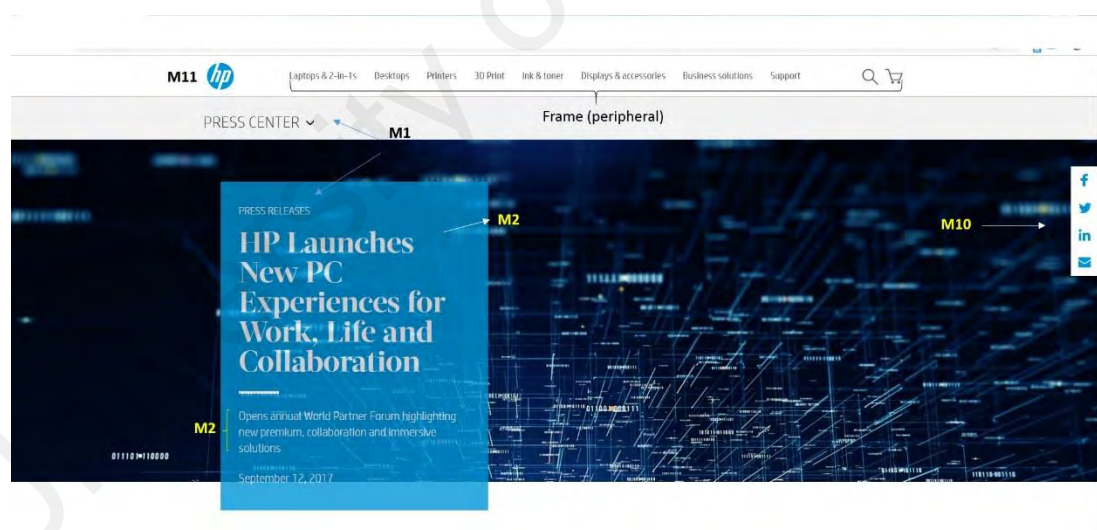 M11 hp Laptops & 2-in-1s Desktops Printers 3D Print Ink & toner Displays & accessories Business solutions Support
Frame (peripheral)
PRESS CENTER
M1
PRESS RELEASES
M2
HP Launches
New PC
Experiences for
Work, Life and
Collaboration
M10
f
in
M2
Opens annual World Partner Forum highlighting
new premium, collaboration and immersive
solutions
September 12, 2017